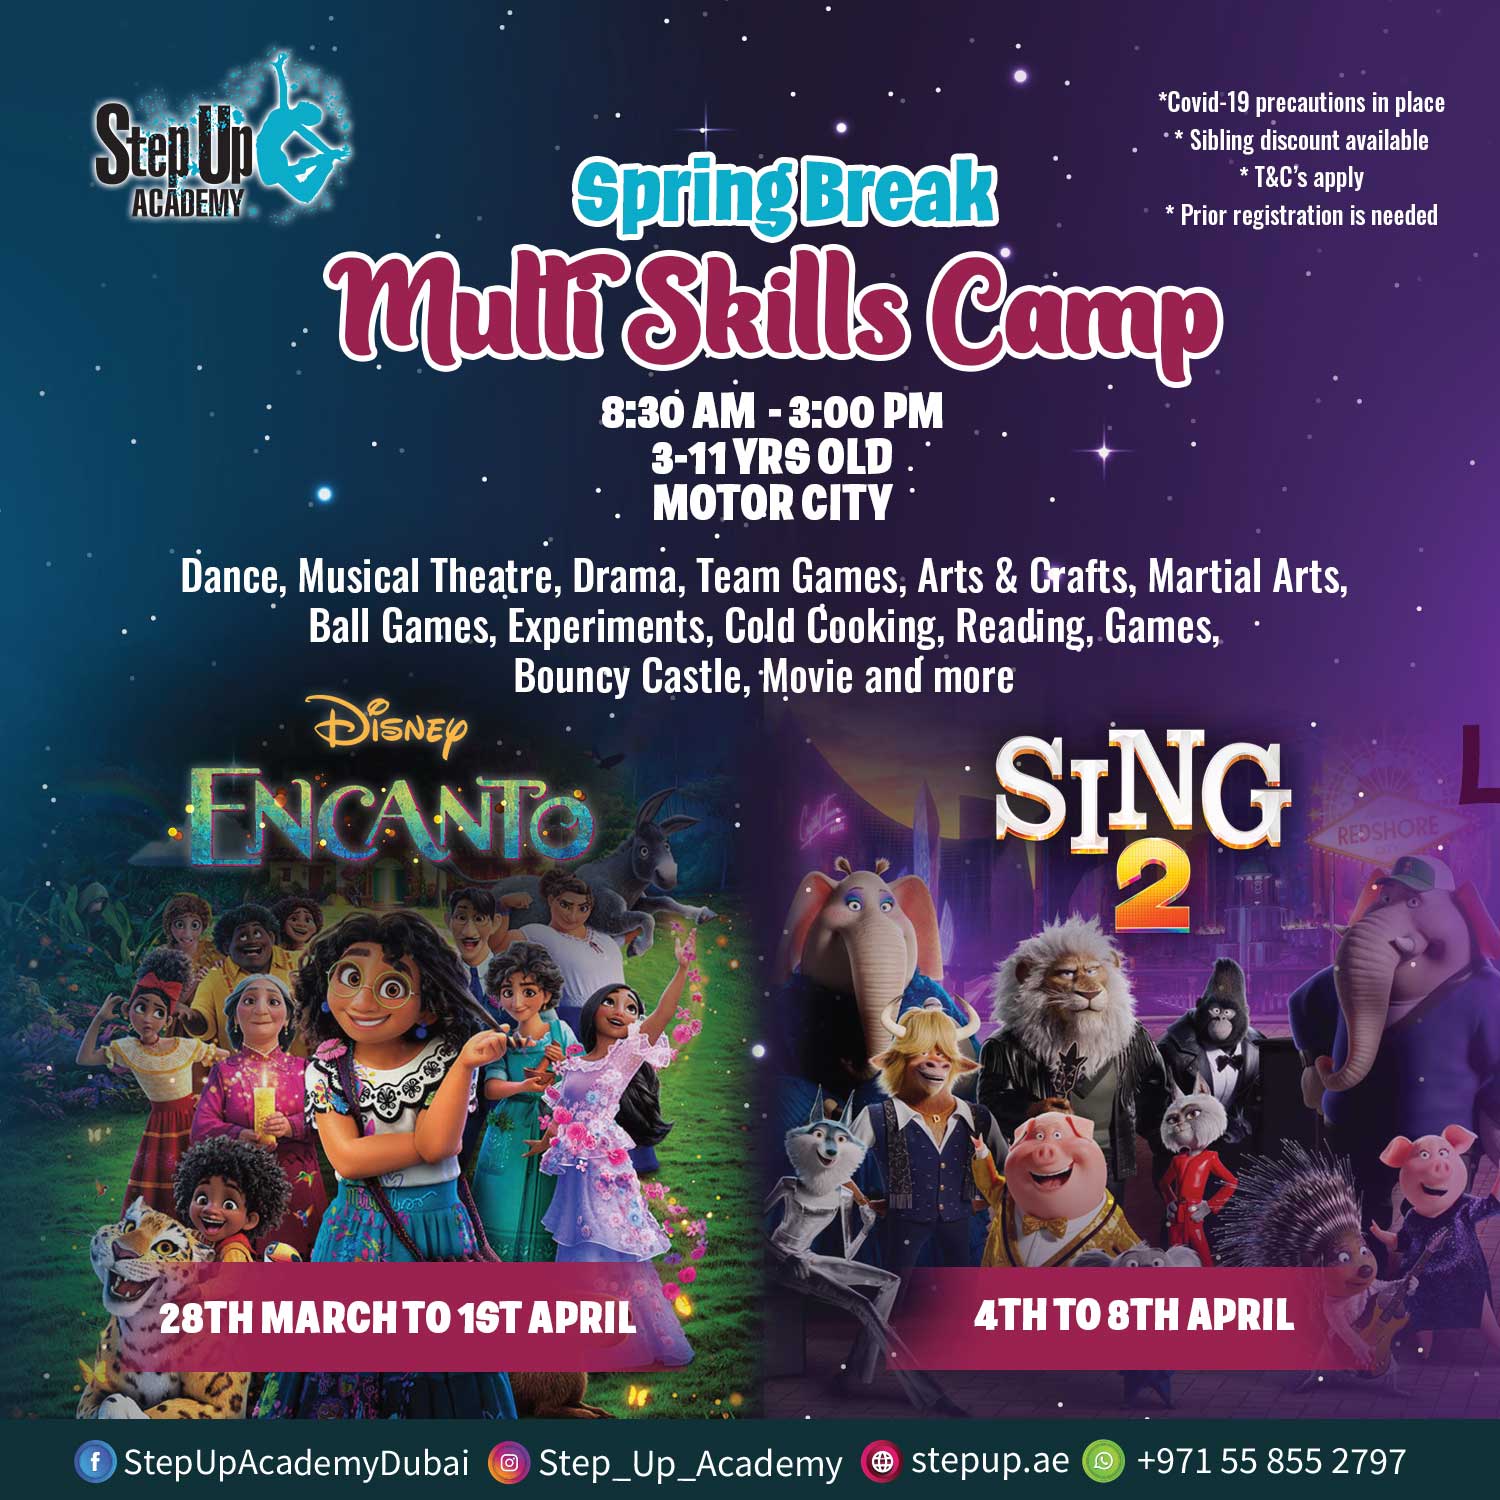 Step Up
ACADEMY
*Covid-19 precautions in place
* Sibling discount available
* T&C's apply
* Prior registration is needed
Spring Break
Multi Skills Camp
8:30 AM - 3:00 PM
3-11 YRS OLD
MOTOR CITY
Dance, Musical Theatre, Drama, Team Games, Arts & Crafts, Martial Arts,
Ball Games, Experiments, Cold Cooking, Reading, Games,
Bouncy Castle, Movie and more
DISNEY
ENCANTO
SING
2
REDSHORE
CITY
L
28TH MARCH TO 1ST APRIL
4TH TO 8TH APRIL
StepUpAcademyDubai Step_Up_Academy stepup.ae +971 55 855 2797